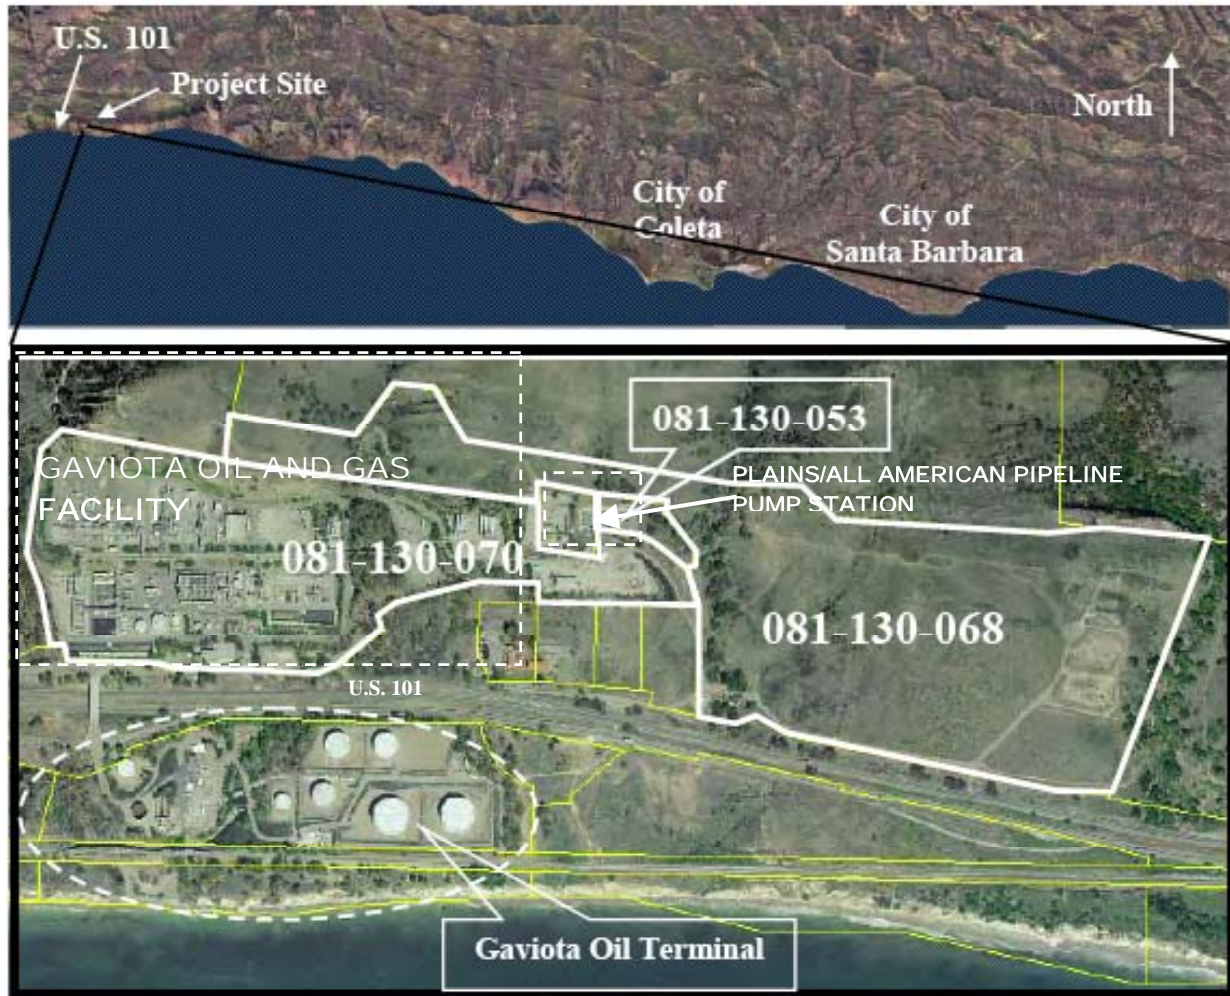 U.S. 101
Project Site
North
City of
Goleta
City of
Santa Barbara
081-130-053
GAVIOTA OIL AND GAS
FACILITY
PLAINS/ALL AMERICAN PIPELINE
PUMP STATION
081-130-070
081-130-068
U.S. 101
Gaviota Oil Terminal